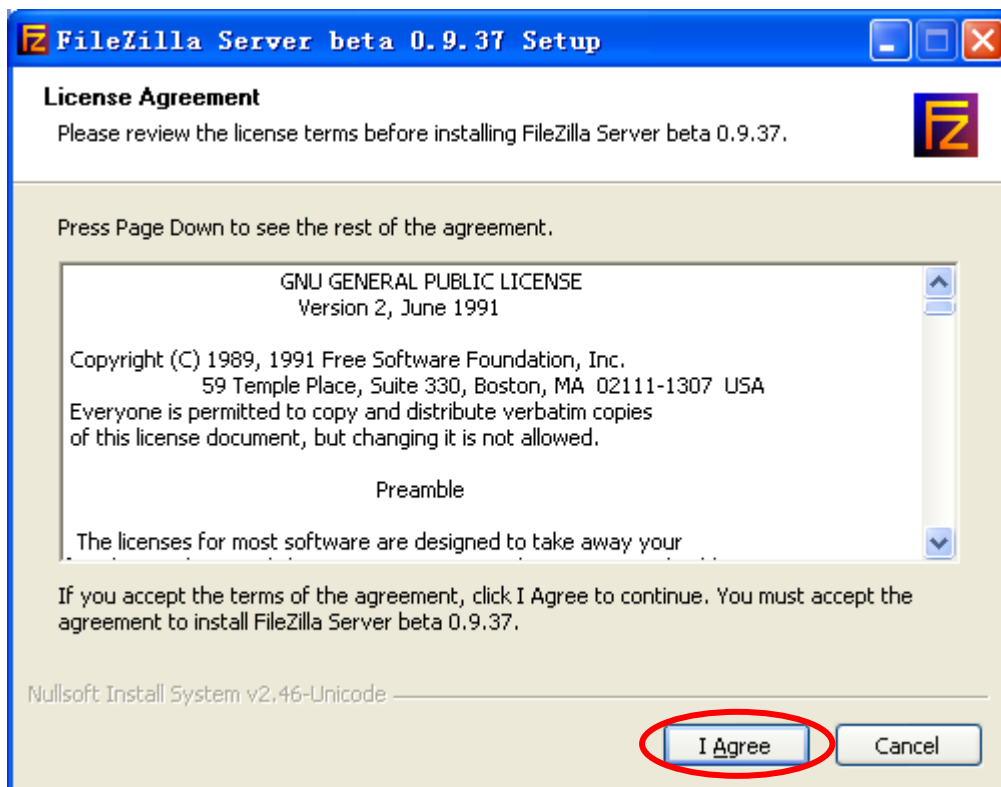 FileZilla Server beta 0.9.37 Setup
License Agreement
Please review the license terms before installing FileZilla Server beta 0.9.37.
Fz
Press Page Down to see the rest of the agreement.
GNU GENERAL PUBLIC LICENSE
Version 2, June 1991
Copyright (C) 1989, 1991 Free Software Foundation, Inc.
59 Temple Place, Suite 330, Boston, MA 02111-1307 USA
Everyone is permitted to copy and distribute verbatim copies
of this license document, but changing it is not allowed.
Preamble
The licenses for most software are designed to take away your
If you accept the terms of the agreement, click I Agree to continue. You must accept the
agreement to install FileZilla Server beta 0.9.37.
Nullsoft Install System v2.46-Unicode
I Agree
Cancel